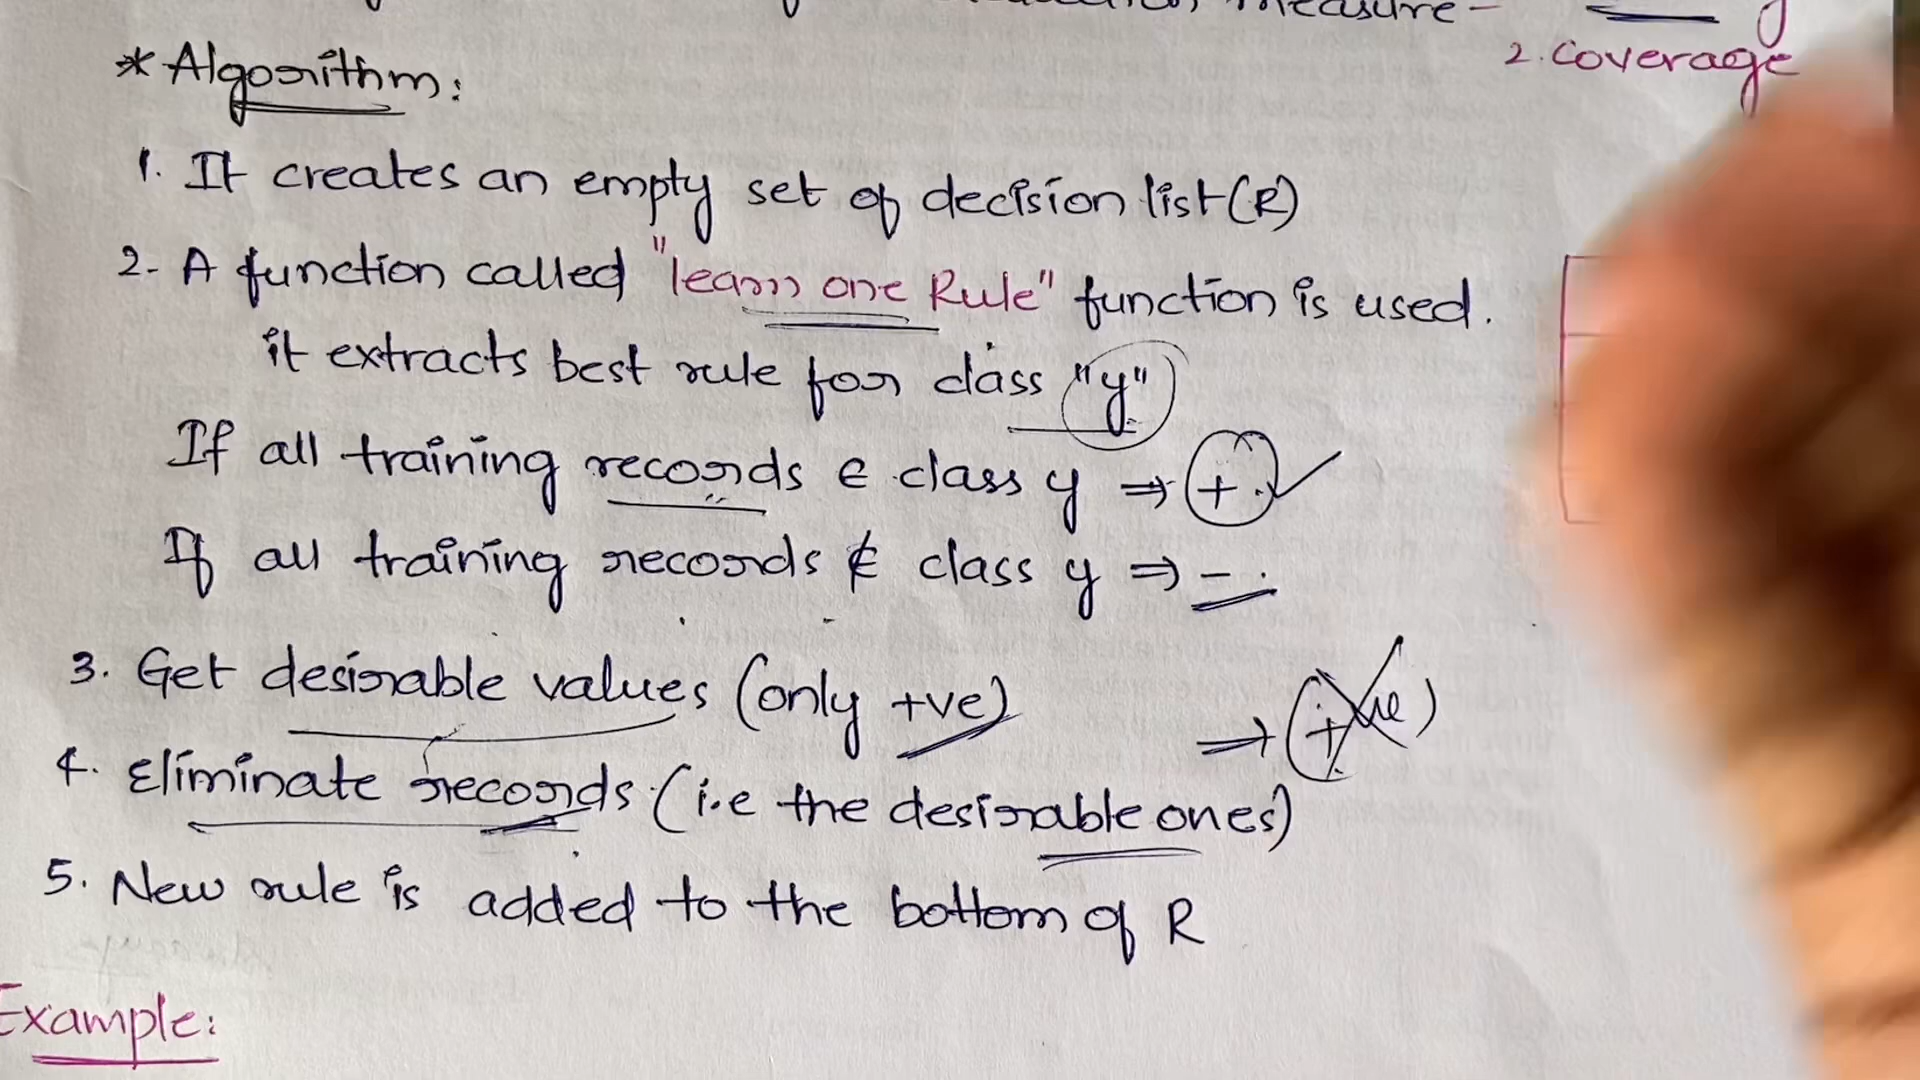 measure-
2. Coverage
* Algorithm:
1. It creates an empty set of decision list (R)
2- A function called "learn one Rule" function is used.
it extracts best rule for class "y"
If all training records ∈ class y ⇒ +.
If all training records ∉ class y ⇒ - .
3. Get desirable values (only +ve)
⇒ (+ve)
4. Eliminate records (i.e the desirable ones)
5. New rule is added to the bottom of R
Example: